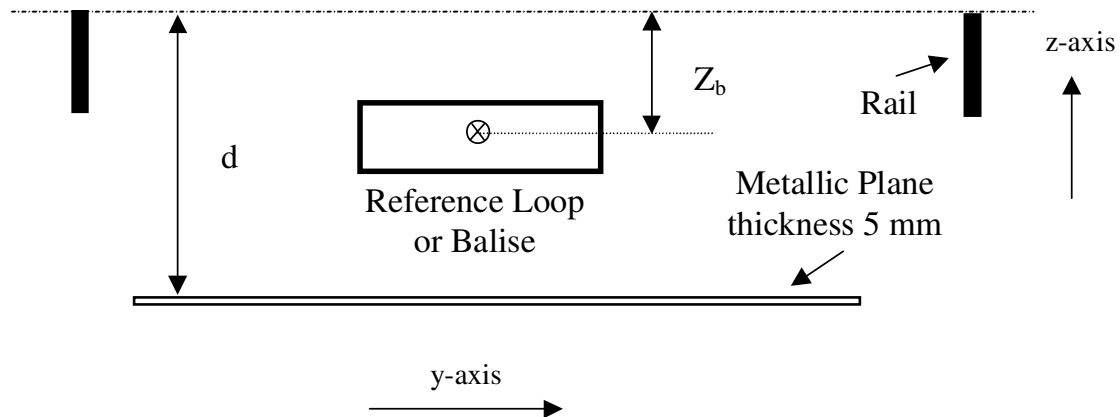 z-axis
Z_b
Rail
d
Metallic Plane
thickness 5 mm
Reference Loop
or Balise
y-axis